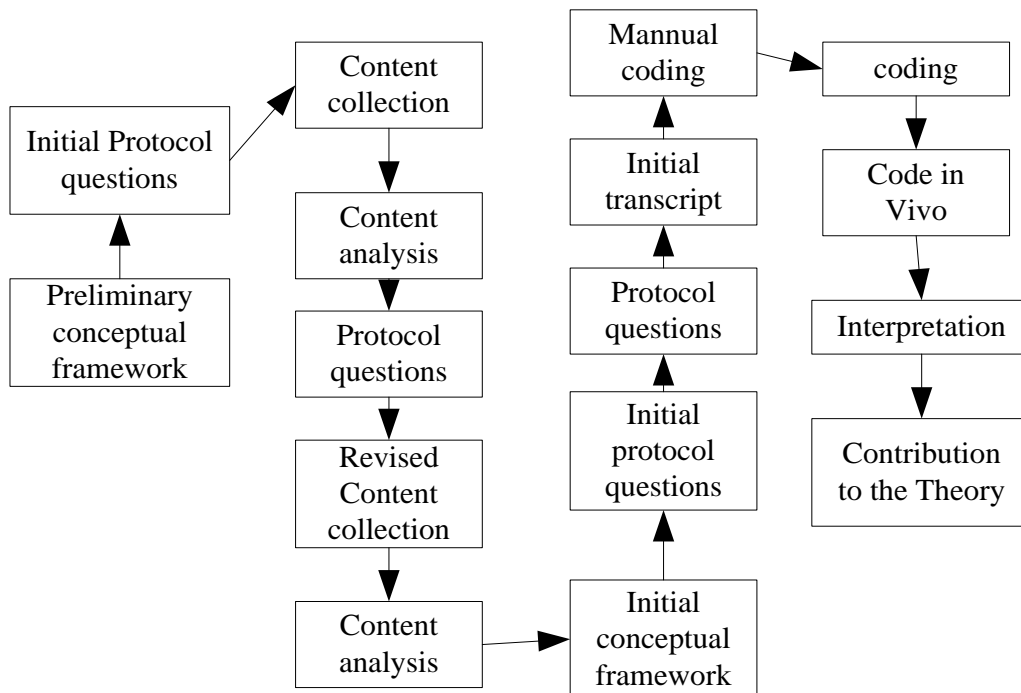 Preliminary
conceptual
framework
Initial Protocol
questions
Content
collection
Content
analysis
Protocol
questions
Revised
Content
collection
Content
analysis
Initial
conceptual
framework
Initial
protocol
questions
Protocol
questions
Initial
transcript
Mannual
coding
coding
Code in
Vivo
Interpretation
Contribution
to the Theory